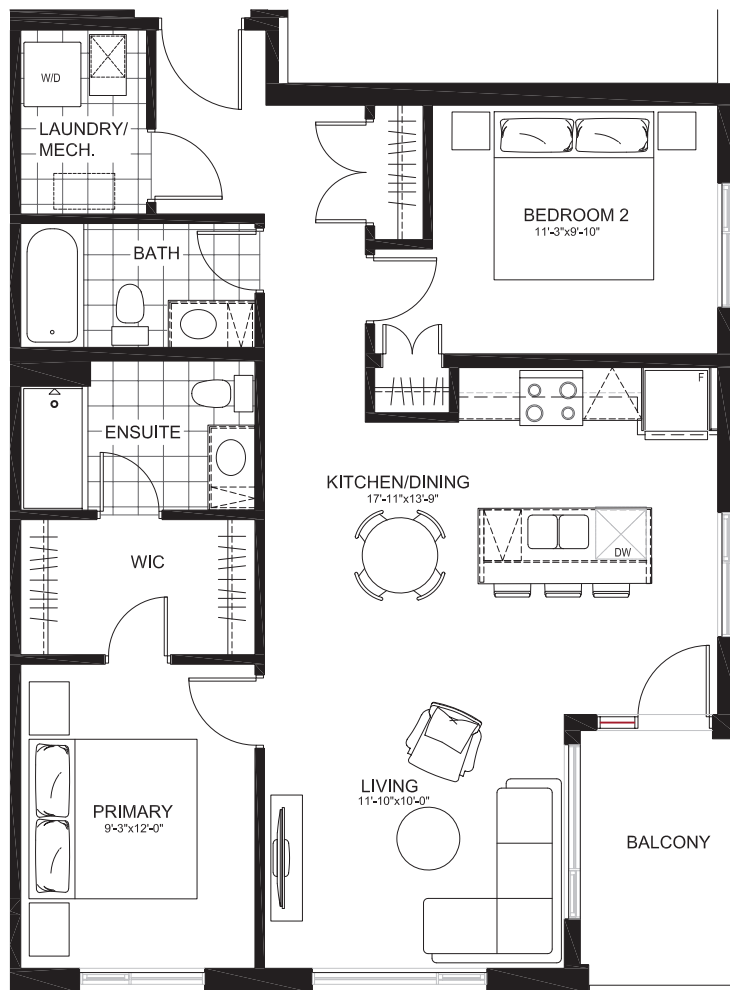 W/D
LAUNDRY/
MECH.
BEDROOM 2
11'-3"x9'-10"
BATH
F
ENSUITE
KITCHEN/DINING
17'-11"x13'-9"
DW
WIC
LIVING
11'-10"x10'-0"
PRIMARY
9'-3"x12'-0"
BALCONY